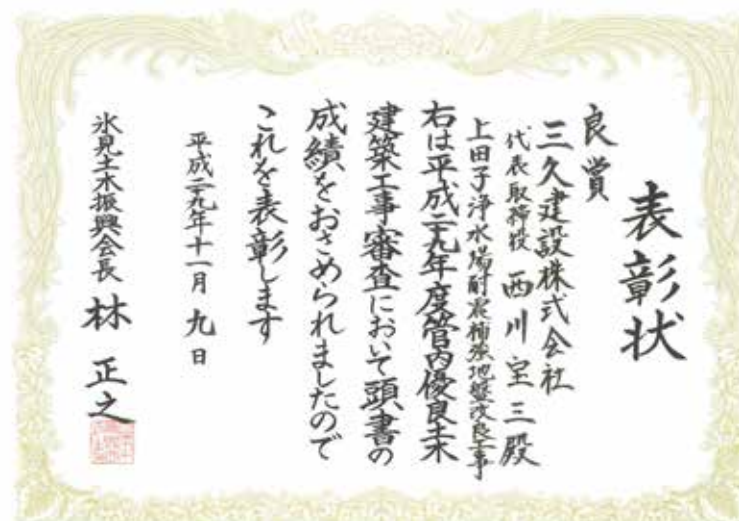 表彰状
良賞
三久建設株式会社
代表取締役 西川宝三殿
上田子浄水場耐震補強地盤改良工事
右は平成二九年度管内優良土木
建築工事審査において頭書の
成績をおさめられましたので
これを表彰します
平成二九年十一月九日
氷見土木振興会長 林正之